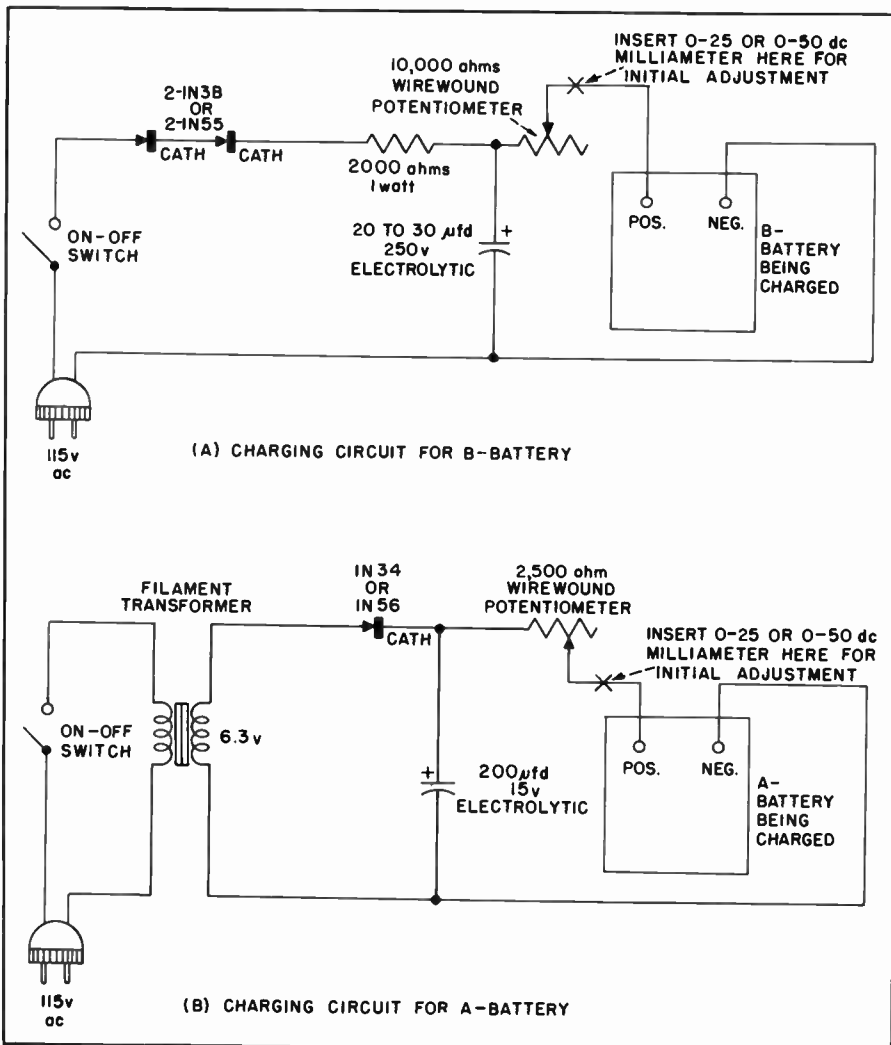 INSERT 0-25 OR 0-50 dc
MILLIAMETER HERE FOR
INITIAL ADJUSTMENT
10,000 ohms
WIREWOUND
POTENTIOMETER
2-IN38
OR
2-IN55
CATH
CATH
2000 ohms
1 watt
ON-OFF
SWITCH
20 TO 30 µfd
250v
ELECTROLYTIC
+
POS.
NEG.
B-
BATTERY
BEING
CHARGED
115v
ac
(A) CHARGING CIRCUIT FOR B-BATTERY
FILAMENT
TRANSFORMER
IN34
OR
IN56
CATH
2,500 ohm
WIREWOUND
POTENTIOMETER
INSERT 0-25 OR 0-50 dc
MILLIAMETER HERE FOR
INITIAL ADJUSTMENT
ON-OFF
SWITCH
6.3v
+
200µfd
15v
ELECTROLYTIC
POS.
NEG.
A-
BATTERY
BEING
CHARGED
115v
ac
(B) CHARGING CIRCUIT FOR A-BATTERY